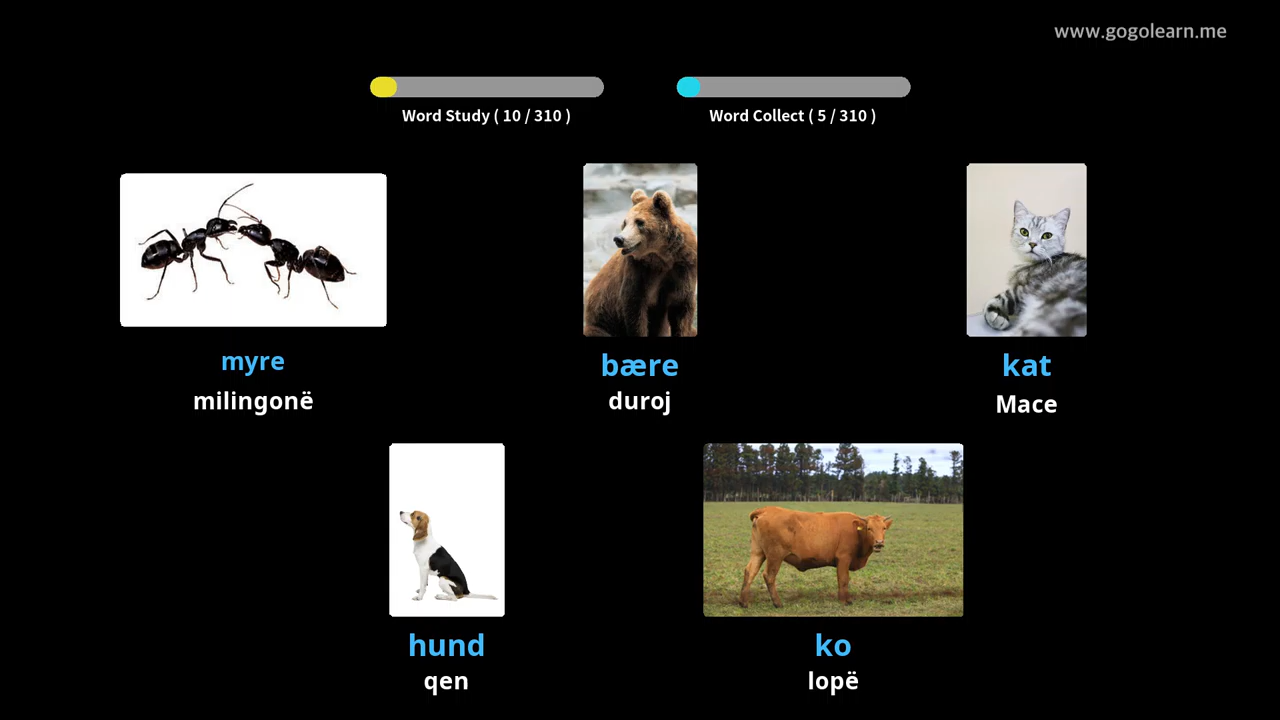 www.gogolearn.me
Word Study ( 10 / 310 )
Word Collect ( 5 / 310 )
myre
milingonë
bære
duroj
kat
Mace
hund
qen
ko
lopë